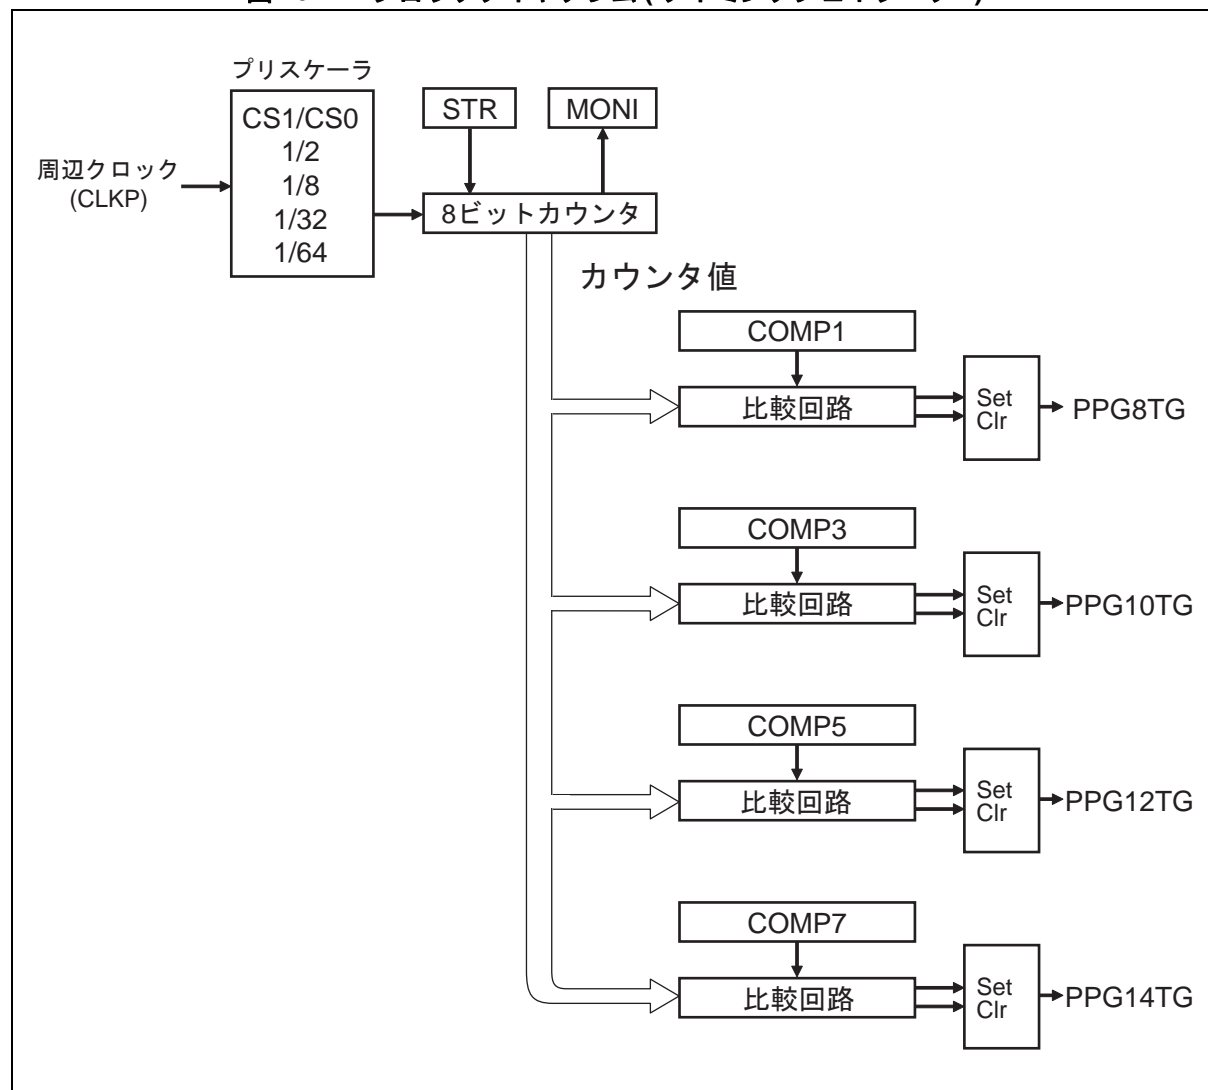 プリスケーラ
CS1/CS0
1/2
1/8
1/32
1/64
周辺クロック
(CLKP)
STR
MONI
8ビットカウンタ
カウンタ値
COMP1
比較回路
Set
Clr
PPG8TG
COMP3
比較回路
Set
Clr
PPG10TG
COMP5
比較回路
Set
Clr
PPG12TG
COMP7
比較回路
Set
Clr
PPG14TG